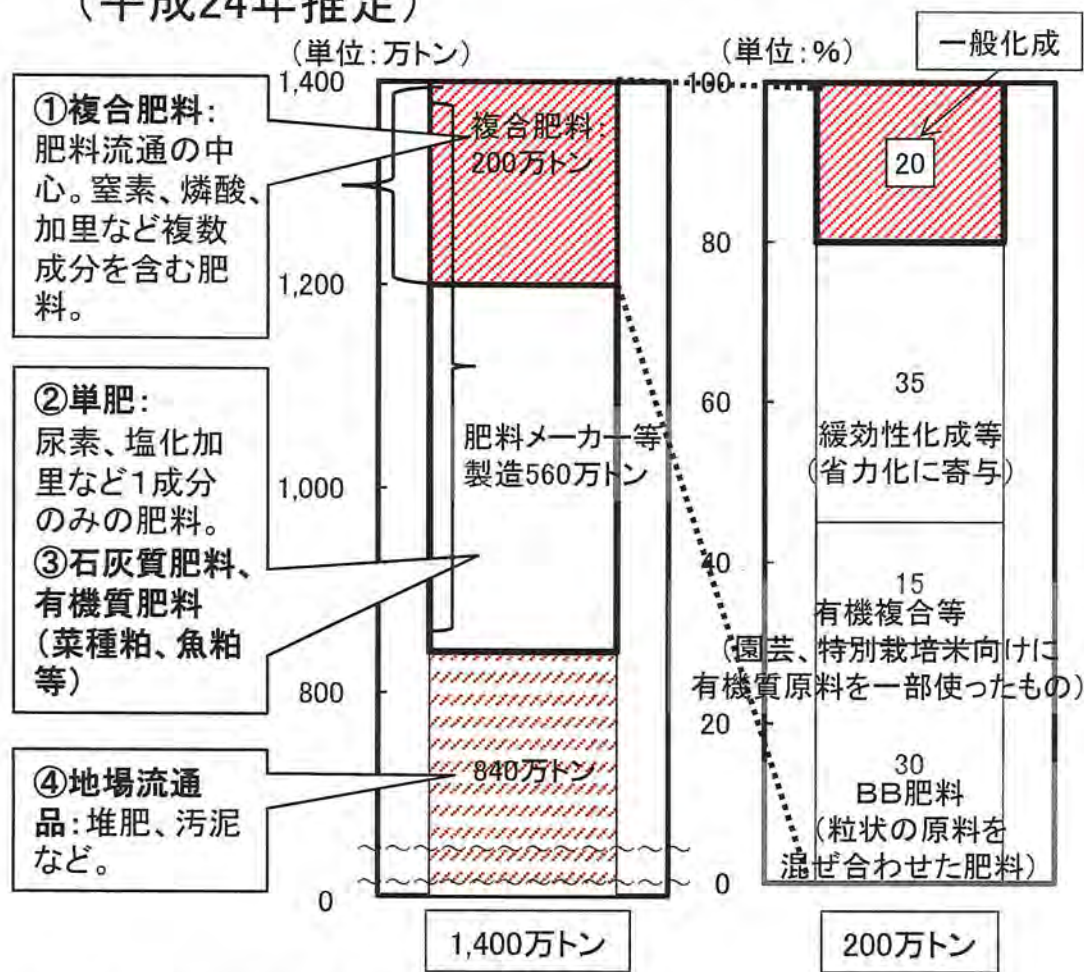 （平成24年推定）
（単位：万トン）
（単位：%）
一般化成
1,400
1,200
1,000
800
0
①複合肥料：
肥料流通の中
心。窒素、燐酸、
加里など複数
成分を含む肥
料。
②単肥：
尿素、塩化加
里など1成分
のみの肥料。
③石灰質肥料、
有機質肥料
（菜種粕、魚粕
等）
④地場流通
品：堆肥、汚泥
など。
複合肥料：
200万トン
肥料メーカー等
製造560万トン
840万トン
1,400万トン
100
80
60
40
20
0
20
35
緩効性化成等
（省力化に寄与）
15
有機複合等
（園芸、特別栽培米向けに
有機質原料を一部使ったもの）
30
BB肥料
（粒状の原料を
混ぜ合わせた肥料）
200万トン